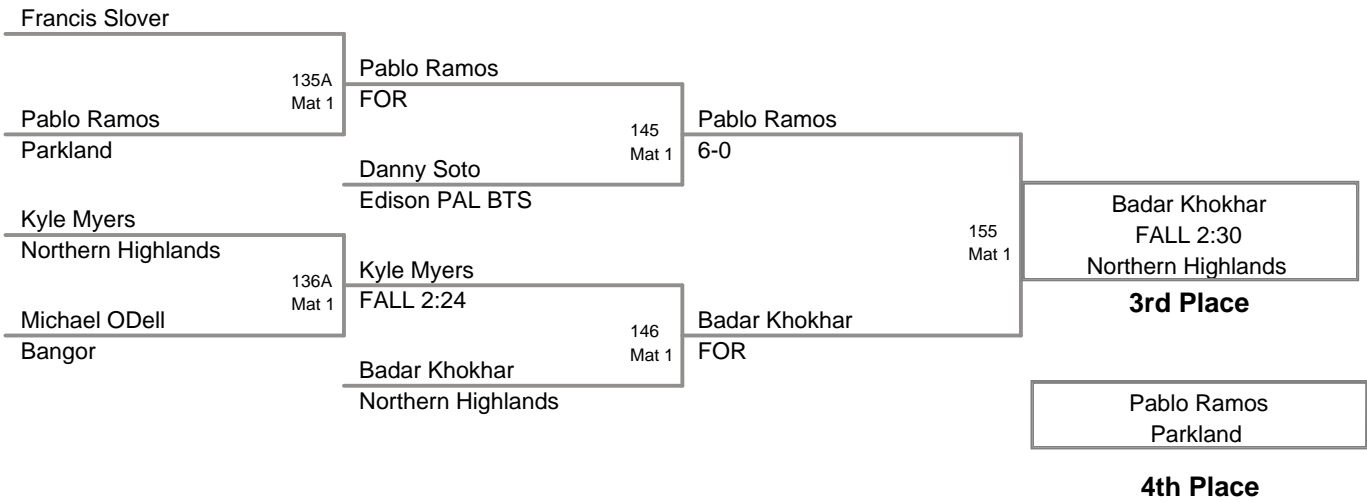 Francis Slover
135A
Mat 1
Pablo Ramos
Parkland
Pablo Ramos
FOR
145
Mat 1
Danny Soto
Edison PAL BTS
Pablo Ramos
6-0
Kyle Myers
Northern Highlands
136A
Mat 1
Michael ODell
Bangor
Kyle Myers
FALL 2:24
146
Mat 1
Badar Khokhar
Northern Highlands
Badar Khokhar
FOR
155
Mat 1
Badar Khokhar
FALL 2:30
Northern Highlands
3rd Place
Pablo Ramos
Parkland
4th Place